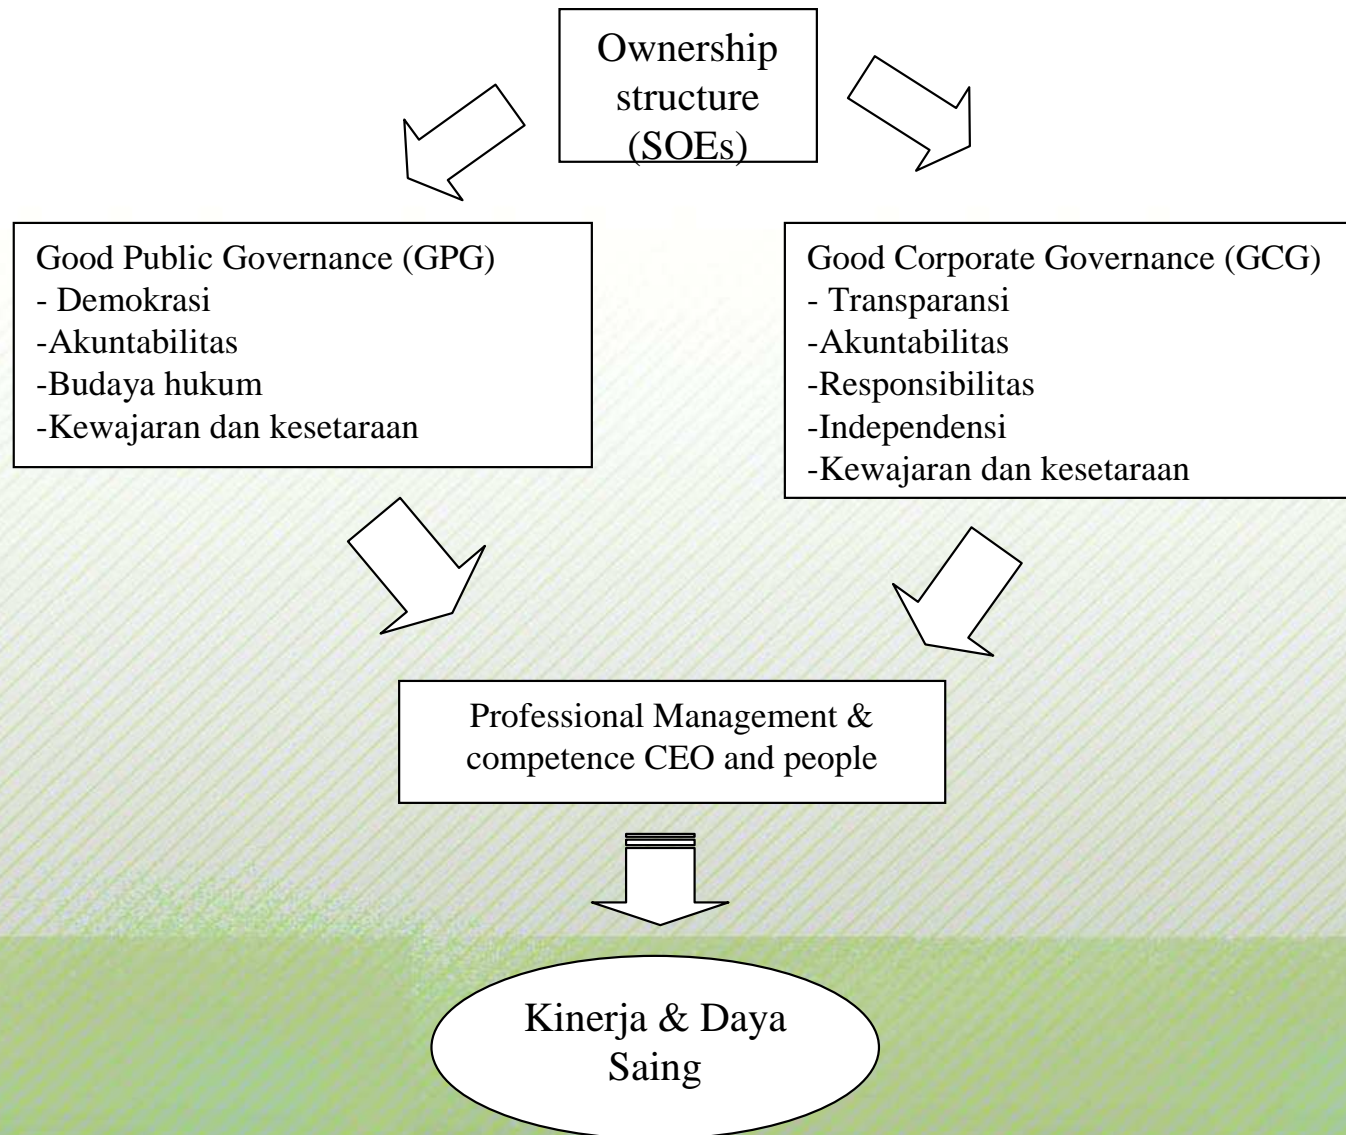 Ownership
structure
(SOEs)
Good Public Governance (GPG)
- Demokrasi
-Akuntabilitas
-Budaya hukum
-Kewajaran dan kesetaraan
Good Corporate Governance (GCG)
- Transparansi
-Akuntabilitas
-Responsibilitas
-Independensi
-Kewajaran dan kesetaraan
Professional Management &
competence CEO and people
Kinerja & Daya
Saing